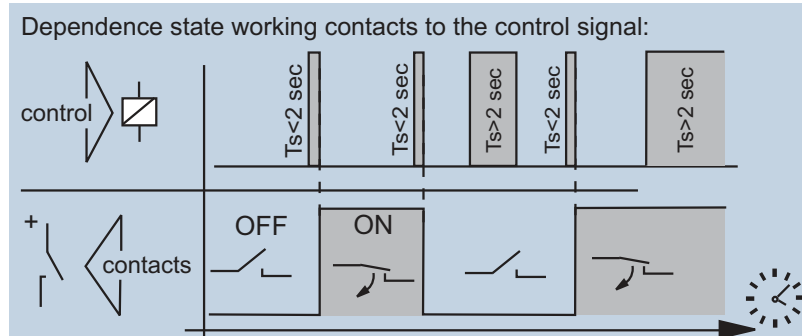 Dependence state working contacts to the control signal:
control
Ts<2 sec
Ts<2 sec
Ts>2 sec
Ts<2 sec
Ts>2 sec
+
contacts
OFF
ON